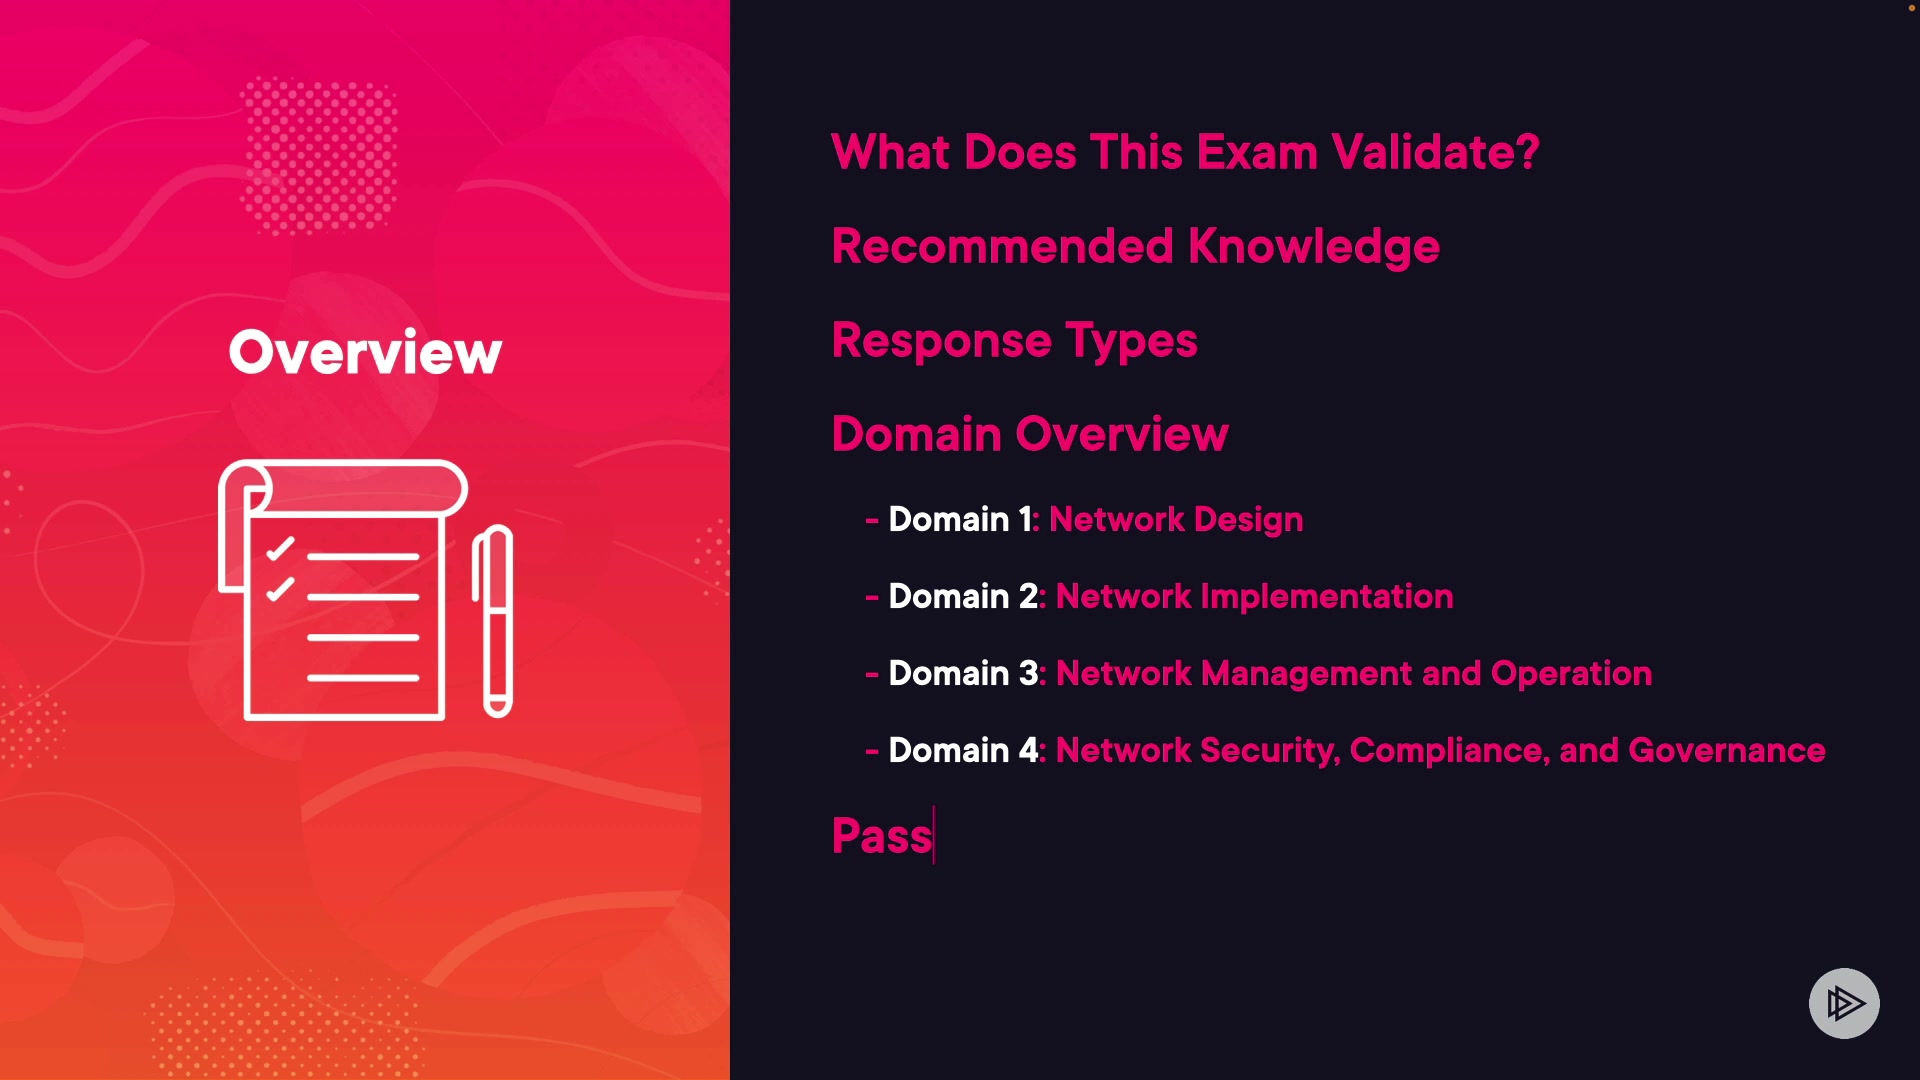 Overview
What Does This Exam Validate?
Recommended Knowledge
Response Types
Domain Overview
- Domain 1: Network Design
- Domain 2: Network Implementation
- Domain 3: Network Management and Operation
- Domain 4: Network Security, Compliance, and Governance
Pass